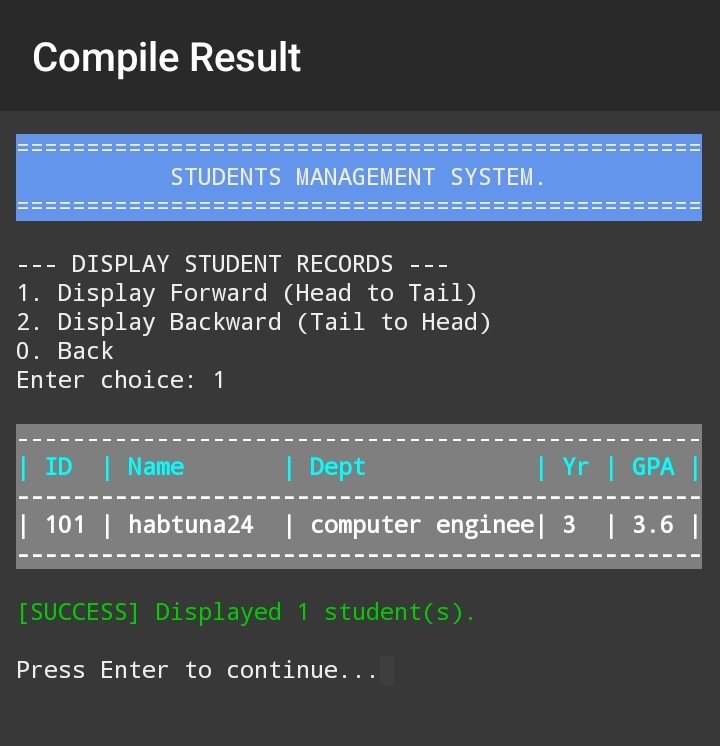 Compile Result
=================================================
STUDENTS MANAGEMENT SYSTEM.
=================================================
--- DISPLAY STUDENT RECORDS ---
1. Display Forward (Head to Tail)
2. Display Backward (Tail to Head)
0. Back
Enter choice: 1
-------------------------------------------------
| ID  | Name       | Dept            | Yr | GPA |
-------------------------------------------------
| 101 | habtuna24  | computer enginee| 3  | 3.6 |
-------------------------------------------------
[SUCCESS] Displayed 1 student(s).
Press Enter to continue...